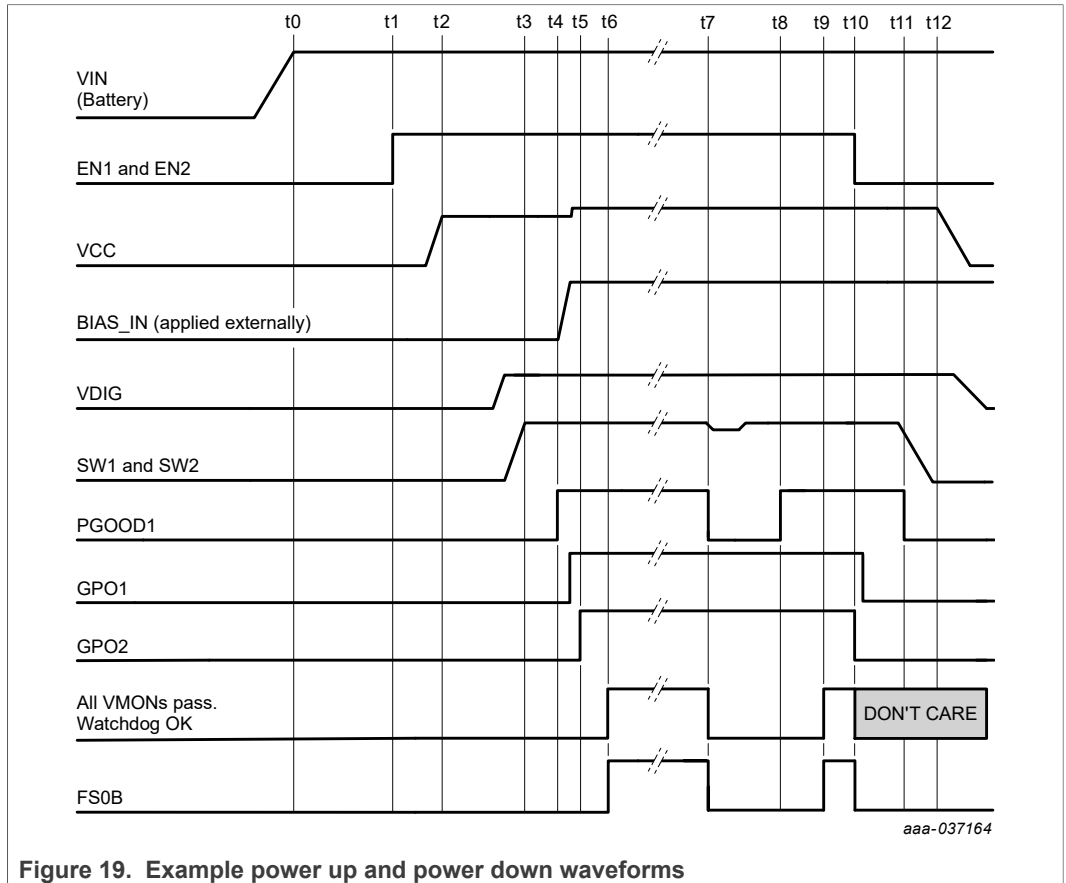 t0 t1 t2 t3 t4 t5 t6 t7 t8 t9 t10 t11 t12
VIN
(Battery)
EN1 and EN2
VCC
BIAS_IN (applied externally)
VDIG
SW1 and SW2
PGOOD1
GPO1
GPO2
All VMONs pass.
Watchdog OK
DON'T CARE
FS0B
aaa-037164
Figure 19. Example power up and power down waveforms